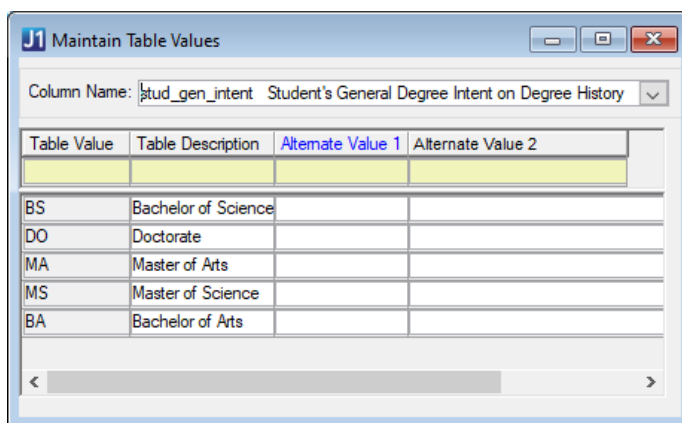 J1 Maintain Table Values
Column Name: stud_gen_intent Student's General Degree Intent on Degree History
Table Value Table Description Alternate Value 1 Alternate Value 2
BS Bachelor of Science
DO Doctorate
MA Master of Arts
MS Master of Science
BA Bachelor of Arts